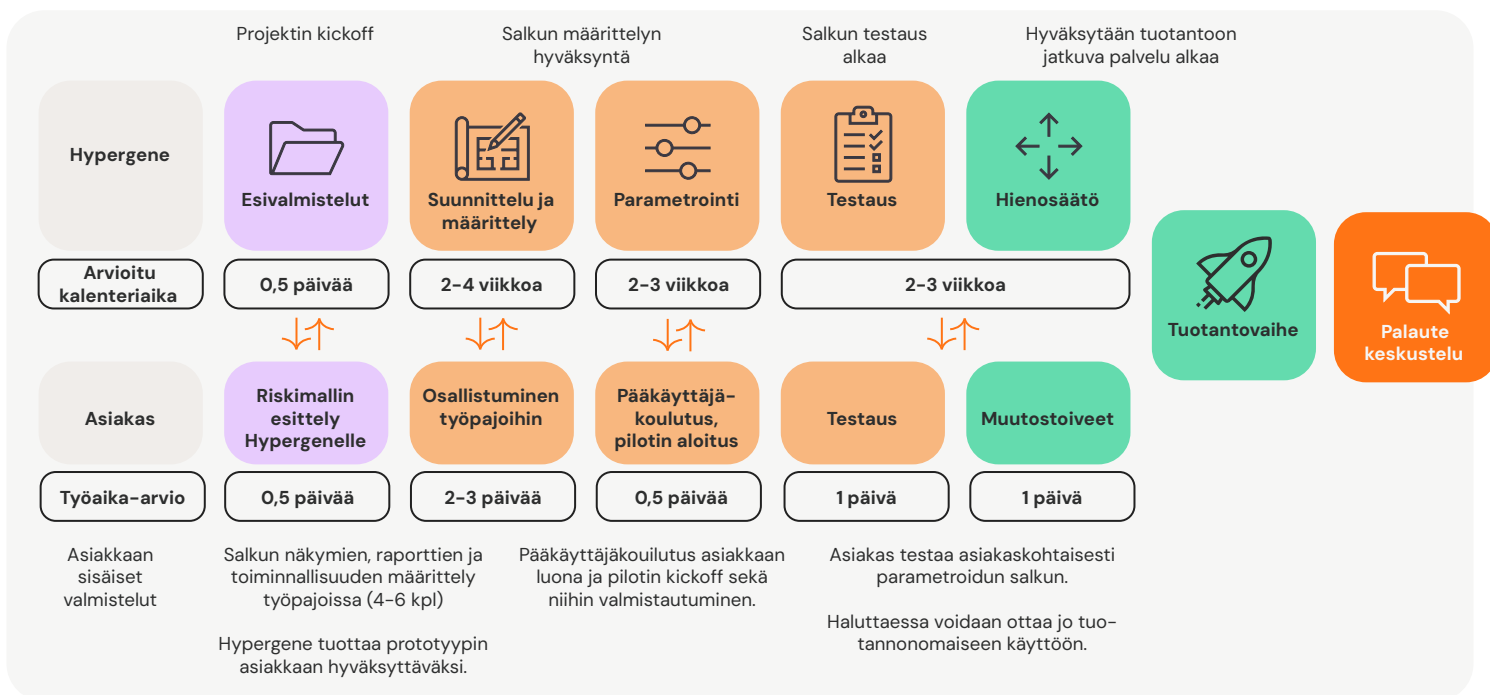 Projektin kickoff
Salkun määrittelyn
hyväksyntä
Salkun testaus
alkaa
Hyväksytään tuotantoon
jatkuva palvelu alkaa
Hypergene
Esivalmistelut
Suunnittelu ja
määrittely
Parametrointi
Testaus
Hienosäätö
Arvioitu
kalenteriaika
0,5 päivää
2-4 viikkoa
2-3 viikkoa
2-3 viikkoa
Tuotantovaihe
Palaute
keskustelu
Asiakas
Riskimallin
esittely
Hypergenelle
Osallistuminen
työpajoihin
Pääkäyttäjä-
koulutus,
pilotin aloitus
Testaus
Muutostoiveet
Työaika-arvio
0,5 päivää
2-3 päivää
0,5 päivää
1 päivä
1 päivä
Asiakkaan
sisäiset
valmistelut
Salkun näkymien, raporttien ja
toiminnallisuuden määrittely
työpajoissa (4-6 kpl)
Hypergene tuottaa prototyypin
asiakkaan hyväksyttäväksi.
Pääkäyttäjäkouilutus asiakkaan
luona ja pilotin kickoff sekä
niihin valmistautuminen.
Asiakas testaa asiakaskohtaisesti
parametroidun salkun.
Haluttaessa voidaan ottaa jo tuo-
tannonomaiseen käyttöön.